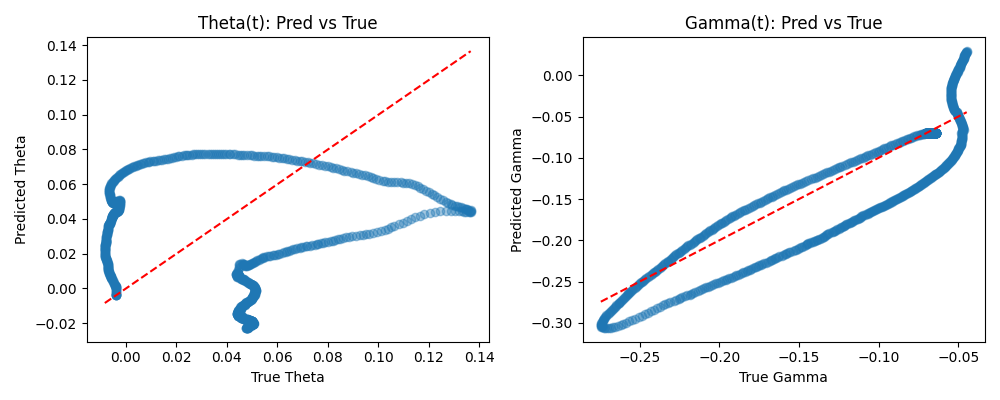 Theta(t): Pred vs True
Predicted Theta
0.14
0.12
0.10
0.08
0.06
0.04
0.02
0.00
−0.02
0.00 0.02 0.04 0.06 0.08 0.10 0.12 0.14
True Theta
Gamma(t): Pred vs True
Predicted Gamma
0.00
−0.05
−0.10
−0.15
−0.20
−0.25
−0.30
−0.25 −0.20 −0.15 −0.10 −0.05
True Gamma